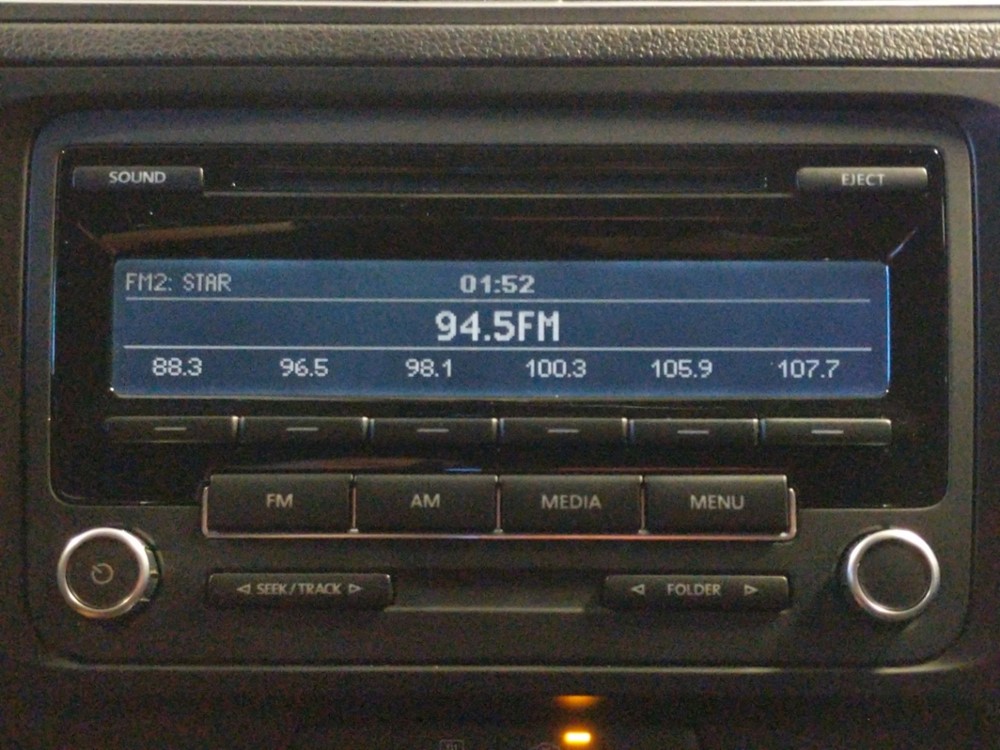 SOUND EJECT
FM2: STAR 01:52
94.5FM
88.3 96.5 98.1 100.3 105.9 107.7
FM AM MEDIA MENU
◁ SEEK / TRACK ▷ ◁ FOLDER ▷